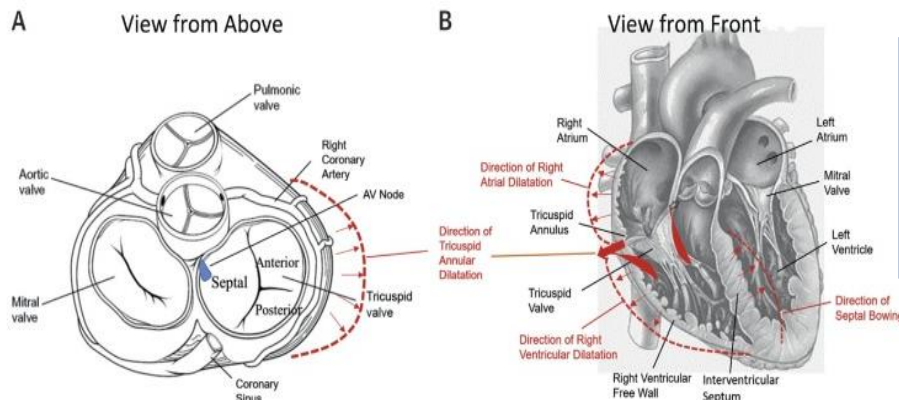 A
View from Above
Pulmonic
valve
Right
Coronary
Artery
Aortic
valve
AV Node
Anterior
Septal
Posterior
Mitral
valve
Tricuspid
valve
Coronary
Sinus
Direction of
Tricuspid
Annular
Dilatation
B
View from Front
Right
Atrium
Left
Atrium
Direction of Right
Atrial Dilatation
Mitral
Valve
Tricuspid
Annulus
Left
Ventricle
Tricuspid
Valve
Direction of
Septal Bowing
Direction of Right
Ventricular Dilatation
Right Ventricular
Free Wall
Interventricular
Septum